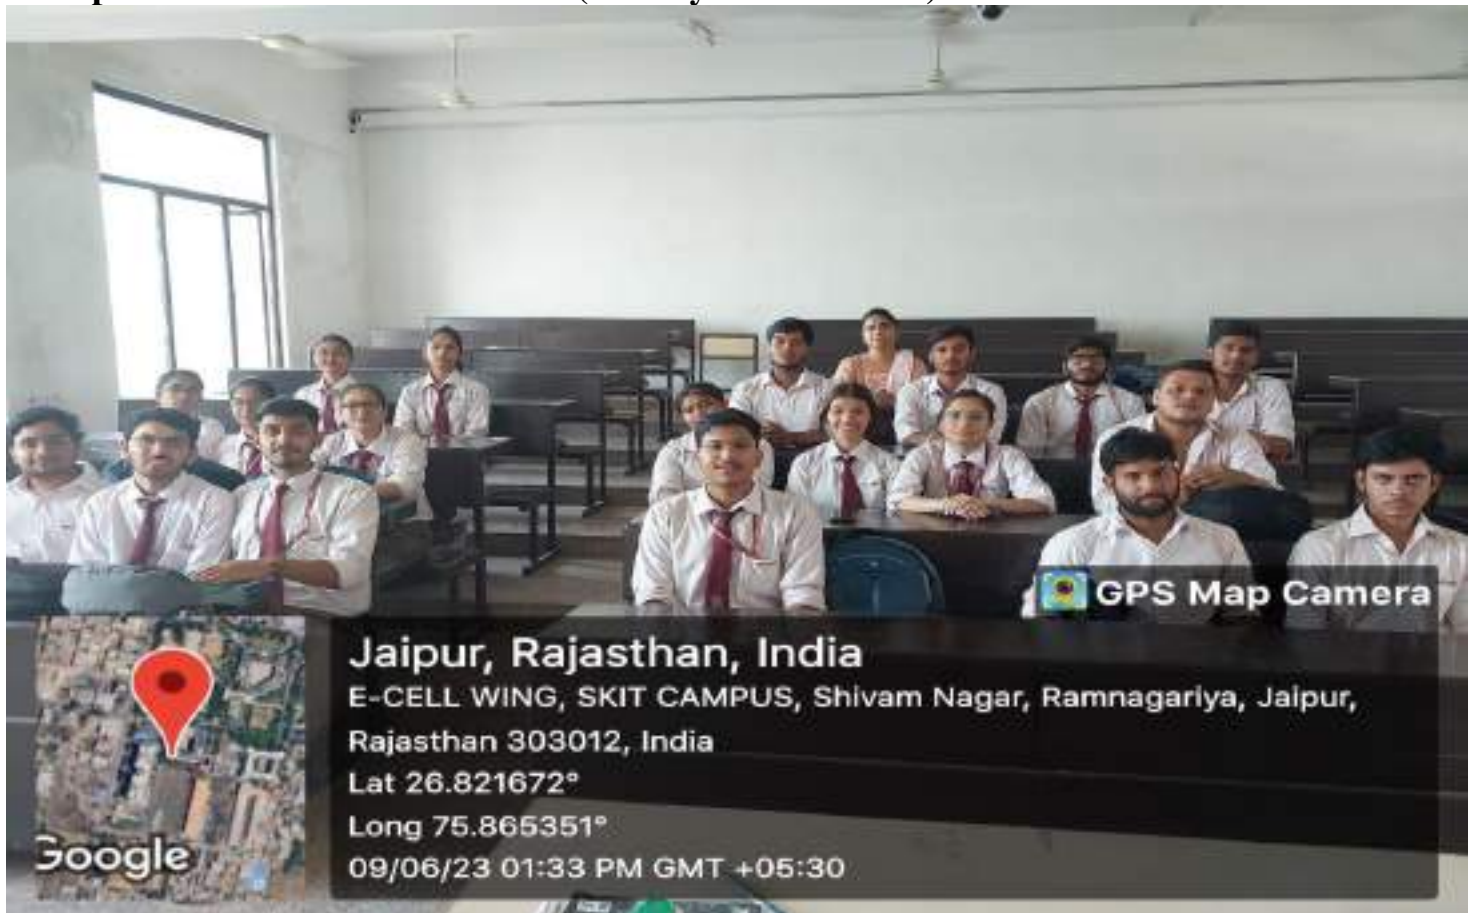 GPS Map Camera
Jaipur, Rajasthan, India
E-CELL WING, SKIT CAMPUS, Shivam Nagar, Ramnagariya, Jaipur,
Rajasthan 303012, India
Lat 26.821672°
Long 75.865351°
09/06/23 01:33 PM GMT +05:30
Google